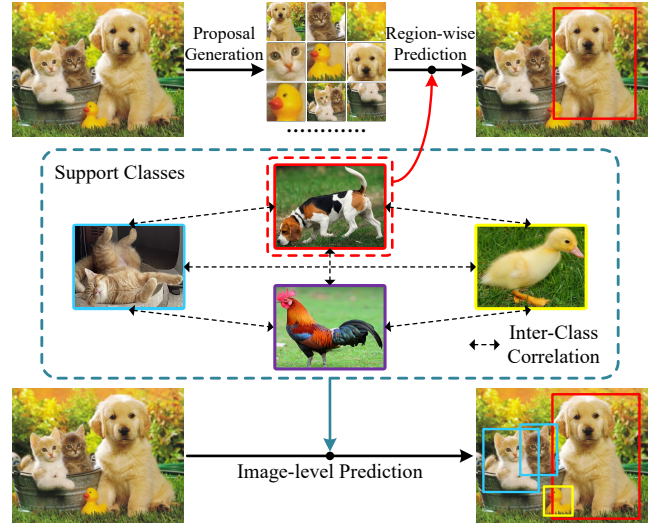 Proposal
Generation
Region-wise
Prediction
Support Classes
Inter-Class
Correlation
Image-level Prediction